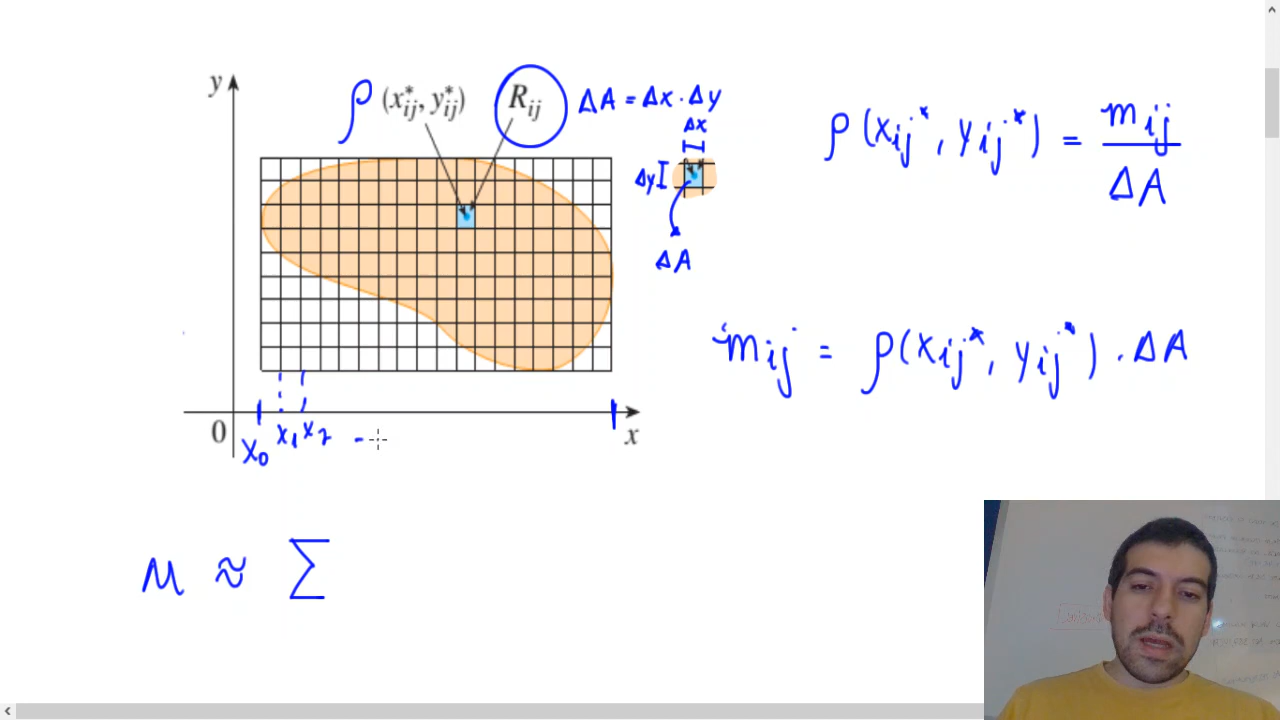 y
ρ (x*ij, y*ij) Rij ΔA = Δx · Δy
Δx
Δy
ΔA
0
x0 x1 x2 -
x
ρ(xij*, yij*) = mij / ΔA
mij = ρ(xij*, yij*) · ΔA
M ≈ Σ